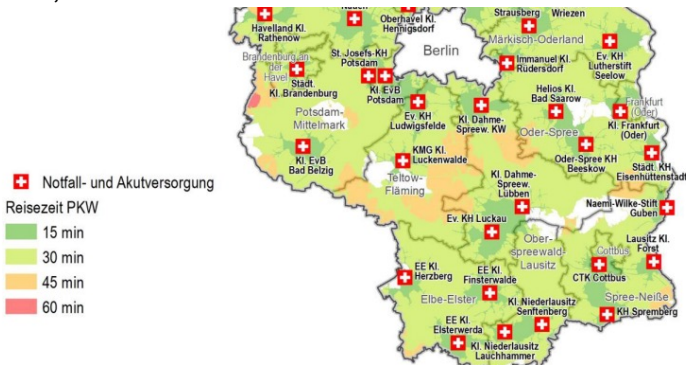 Nauen
Oberhavel Kl.
Hennigsdorf
Strausberg
Wriezen
Havelland Kl.
Rathenow
Märkisch-Oderland
Berlin
St. Josefs-KH
Potsdam
Immanuel Kl.
Rüdersdorf
Ev. KH
Lutherstift
Seelow
Brandenburg an
der
Havel
Städt.
Kl. Brandenburg
Kl. EvB
Potsdam
Helios Kl.
Bad Saarow
Frankfurt
(Oder)
Potsdam-
Mittelmark
Ev. KH
Ludwigsfelde
Kl. Dahme-
Spreew. KW
Oder-Spree
Kl. Frankfurt
(Oder)
Kl. EvB
Bad Belzig
KMG Kl.
Luckenwalde
Oder-Spree KH
Beeskow
Städt. KH
Eisenhüttenstadt
Teltow-
Fläming
Kl. Dahme-
Spreew.
Lübben
Naemi-Wilke-Stift
Guben
Ev. KH Luckau
Ober-
spreewald-
Lausitz
Cottbus
Lausitz Kl.
Forst
EE Kl.
Herzberg
EE Kl.
Finsterwalde
CTK Cottbus
Elbe-Elster
Kl. Niederlausitz
Senftenberg
Spree-Neiße
KH Spremberg
EE Kl.
Elsterwerda
Kl. Niederlausitz
Lauchhammer
Notfall- und Akutversorgung
Reisezeit PKW
15 min
30 min
45 min
60 min